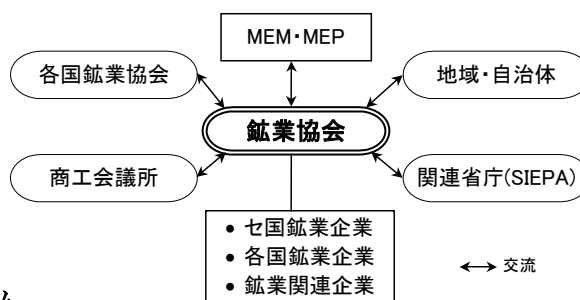 MEM・MEP
各国鉱業協会
地域・自治体
鉱業協会
商工会議所
関連省庁(SIEPA)
• セ国鉱業企業
• 各国鉱業企業
• 鉱業関連企業
交流